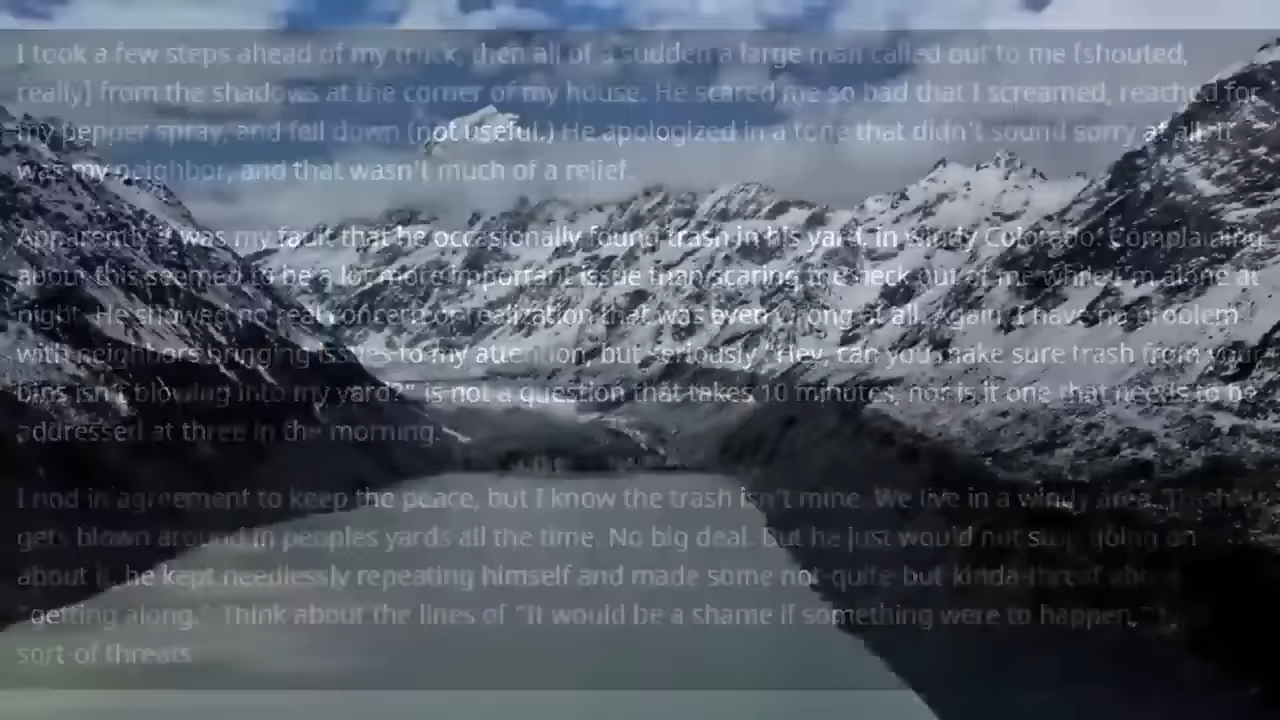 I took a few steps ahead of my truck, then all of a sudden a large man called out to me (shouted,
really) from the shadows at the corner of my house. He scared me so bad that I screamed, reached for
my pepper spray, and fell down (not useful.) He apologized in a tone that didn't sound sorry at all. It
was my neighbor, and that wasn't much of a relief.
Apparently it was my fault that he occasionally found trash in his yard, in windy Colorado. Complaining
about this seemed to be a lot more important issue than scaring the heck out of me while I'm alone at
night. He showed no real concern or realization that was even wrong at all. Again, I have no problem
with neighbors bringing issues to my attention, but seriously "Hey, can you make sure trash from your
bins isn't blowing into my yard?" is not a question that takes 10 minutes, nor is it one that needs to be
addressed at three in the morning.
I nod in agreement to keep the peace, but I know the trash isn't mine. We live in a windy area. Trash
gets blown around in peoples yards all the time. No big deal. But he just would not stop going on
about it, he kept needlessly repeating himself and made some not-quite but kinda-threat about
"getting along." Think about the lines of "It would be a shame if something were to happen,"
sort of threats